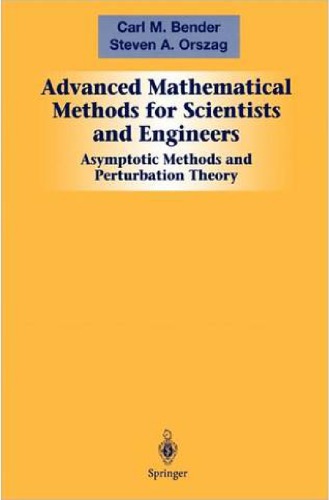 Carl M. Bender
Steven A. Orszag
Advanced Mathematical
Methods for Scientists
and Engineers
Asymptotic Methods and
Perturbation Theory
Springer